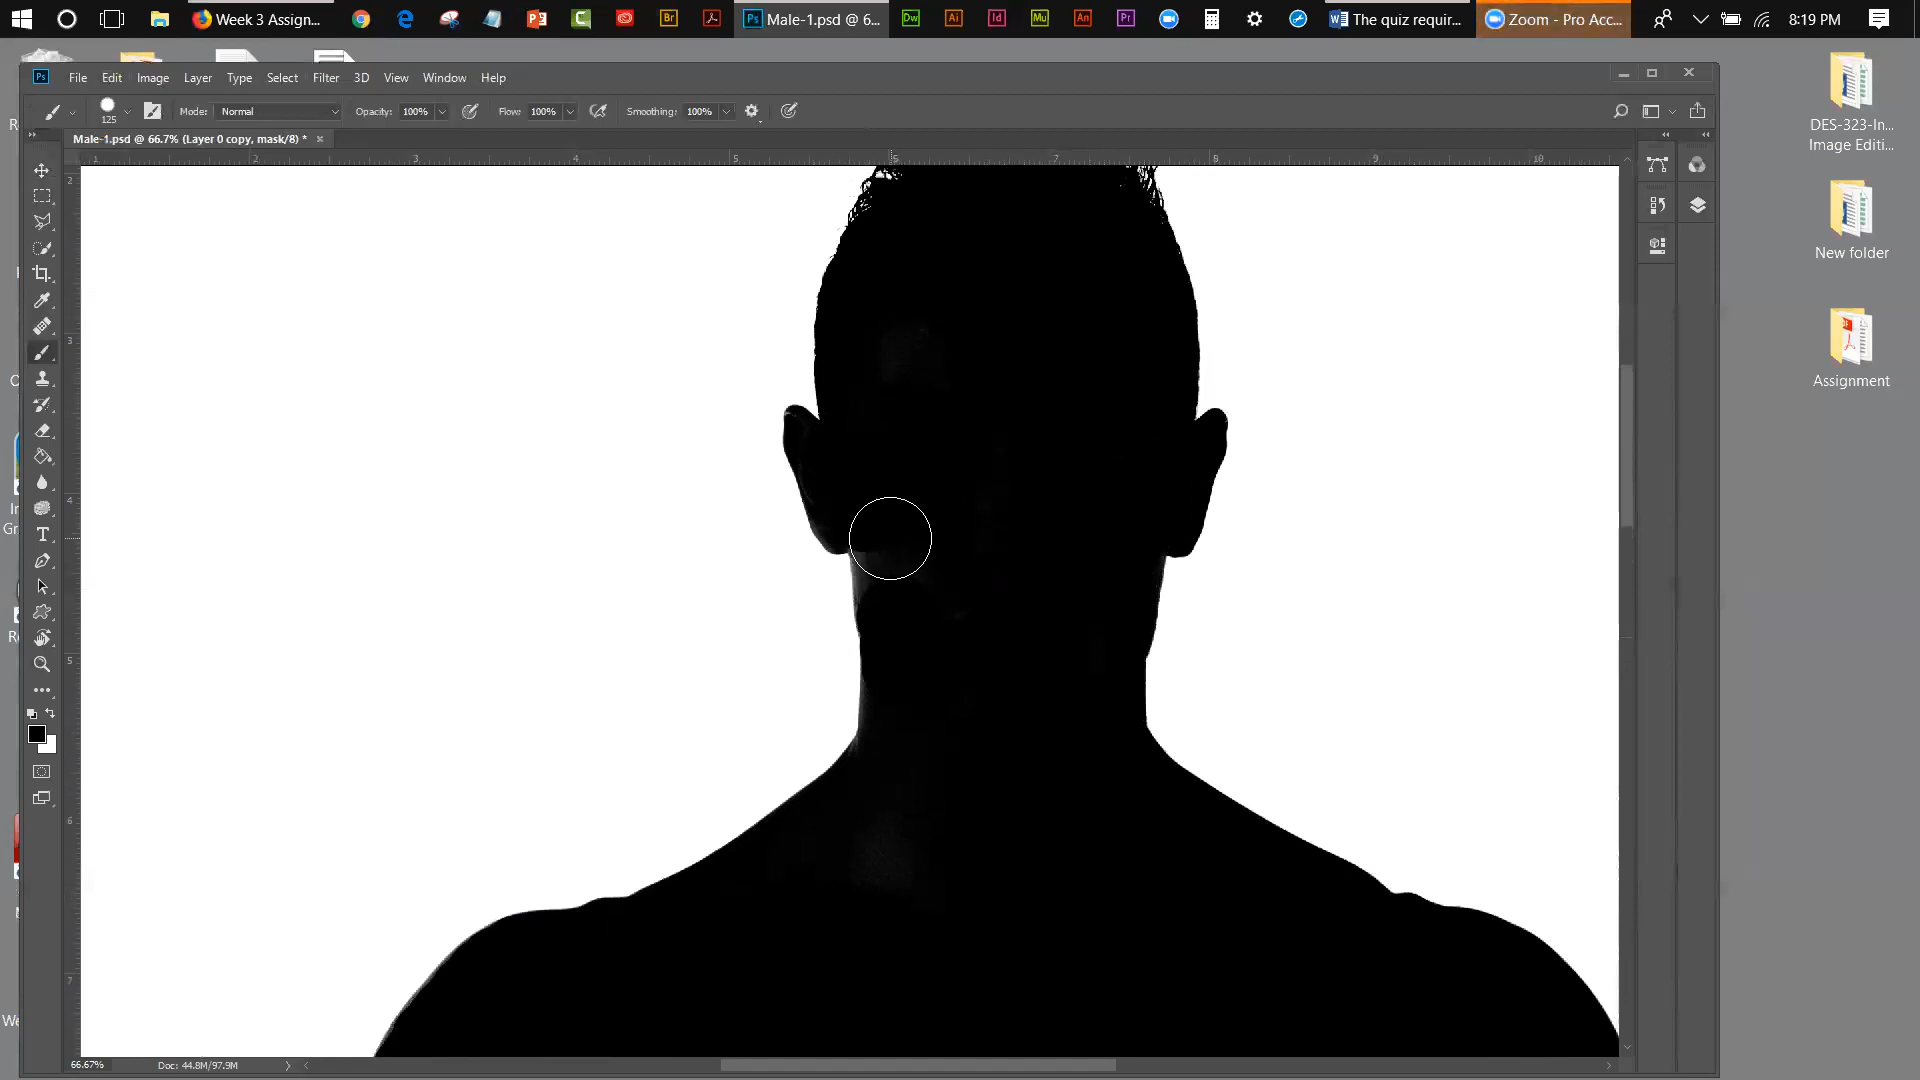 Week 3 Assign...
Male-1.psd @ 6...
The quiz requir...
Zoom - Pro Acc...
8:19 PM
File Edit Image Layer Type Select Filter 3D View Window Help
125
Mode: Normal
Opacity: 100%
Flow: 100%
Smoothing: 100%
Male-1.psd @ 66.7% (Layer 0 copy, mask/8) *
DES-323-In...
Image Editi...
New folder
Assignment
66.67%
Doc: 44.8M/97.9M